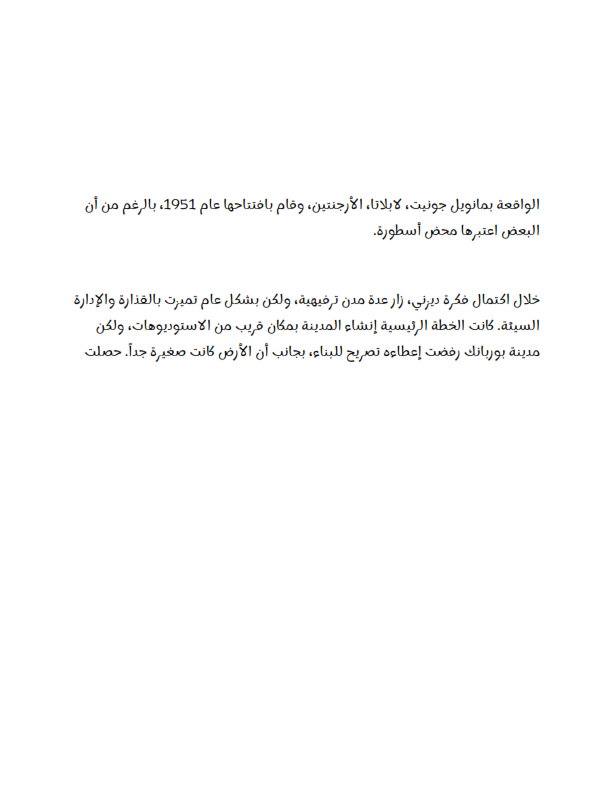 الواقعة بمانويل جونيت، لابلاتا، الأرجنتين، وقام بافتتاحها عام 1951، بالرغم من أن
البعض اعتبرها محض أسطورة.
خلال اكتمال فكرة ديزني، زار عدة مدن ترفيهية، ولكن بشكل عام تميزت بالقذارة والإدارة
السيئة. كانت الخطة الرئيسية إنشاء المدينة بمكان قريب من الاستوديوهات، ولكن
مدينة بوربانك رفضت إعطاءه تصريح للبناء، بجانب أن الأرض كانت صغيرة جداً. حصلت